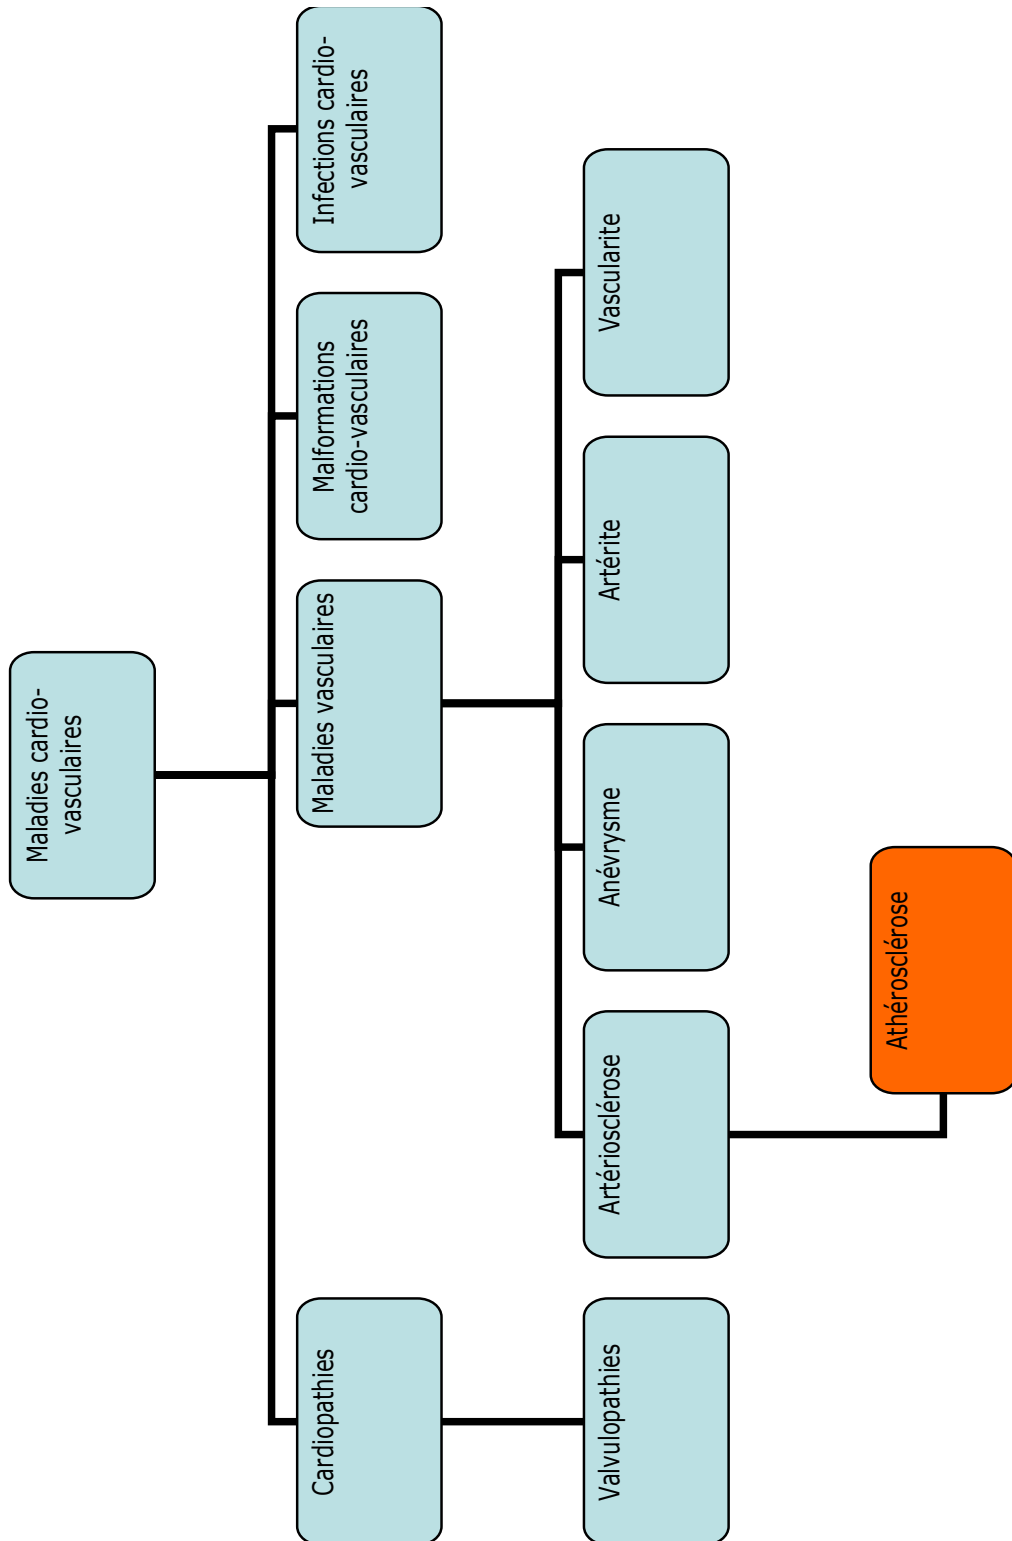 Maladies cardio-
vasculaires
Cardiopathies
Maladies vasculaires
Malformations
cardio-vasculaires
Infections cardio-
vasculaires
Valvulopathies
Artériosclérose
Anévrysme
Artérite
Vascularite
Athérosclérose